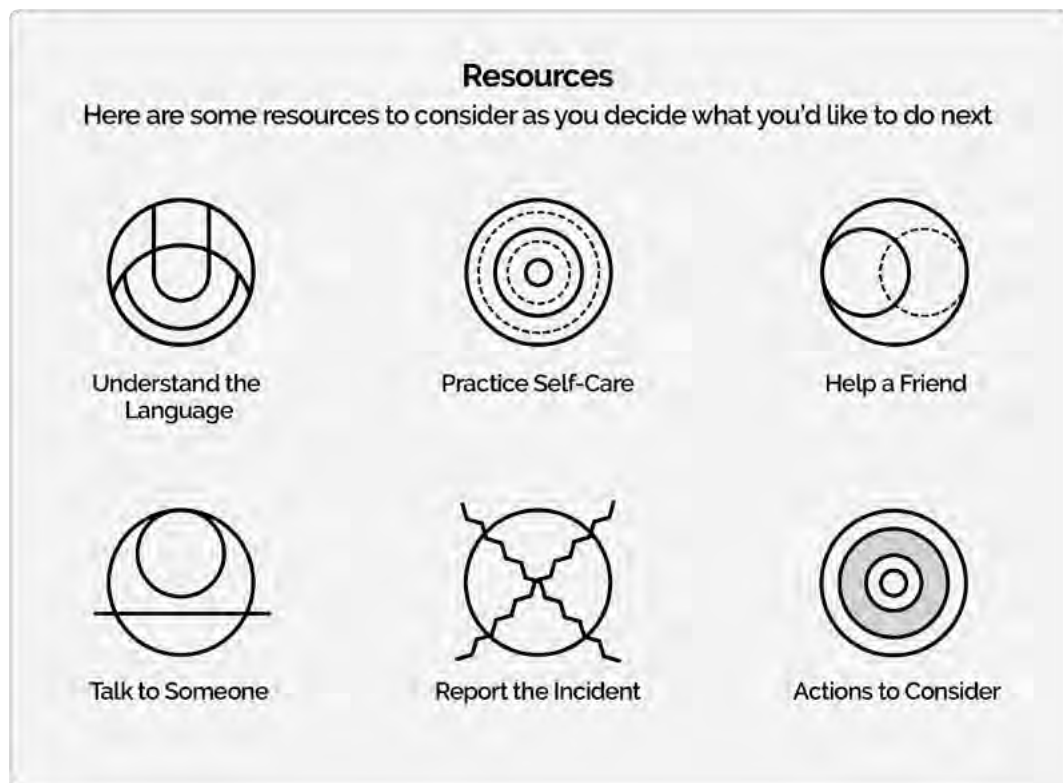 Resources
Here are some resources to consider as you decide what you'd like to do next
Understand the
Language
Practice Self-Care
Help a Friend
Talk to Someone
Report the Incident
Actions to Consider